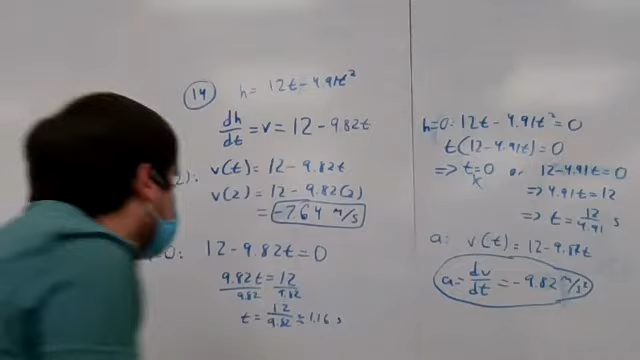 14 h = 12t - 4.91t²
dh/dt = v = 12 - 9.82t
2): v(t) = 12 - 9.82t
v(2) = 12 - 9.82(2)
= -7.64 m/s
=0: 12 - 9.82t = 0
9.82t/9.82 = 12/9.82
t = 12/9.82 ≈ 1.16 s
h=0: 12t - 4.91t² = 0
t(12 - 4.91t) = 0
=> t=0 or 12 - 4.91t = 0
x => 4.91t = 12
=> t = 12/4.91 s
a: v(t) = 12 - 9.82t
a = dv/dt = -9.82 m/s²